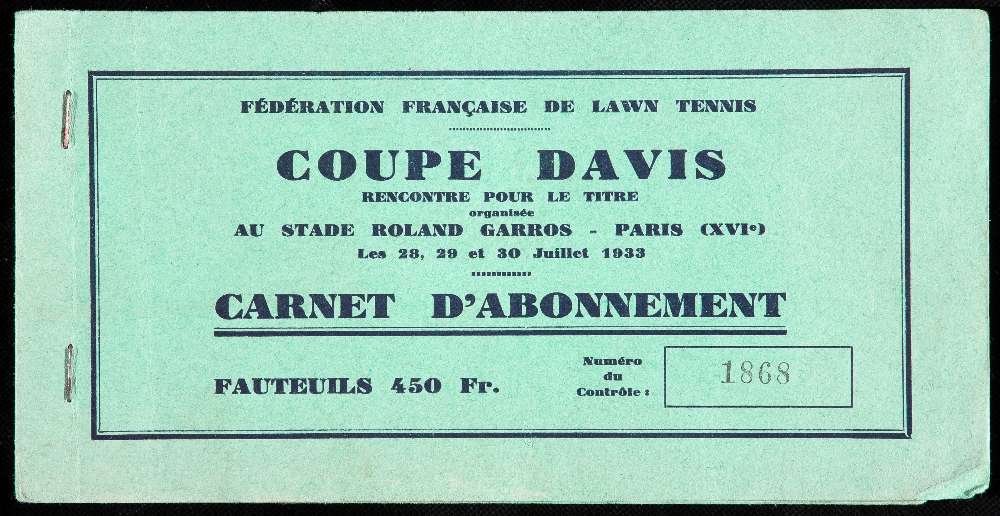 FÉDÉRATION FRANÇAISE DE LAWN TENNIS
COUPE DAVIS
RENCONTRE POUR LE TITRE
organisée
AU STADE ROLAND GARROS - PARIS (XVIe)
Les 28, 29 et 30 Juillet 1933
CARNET D'ABONNEMENT
FAUTEUILS 450 Fr.
Numéro
du
Contrôle :
1868